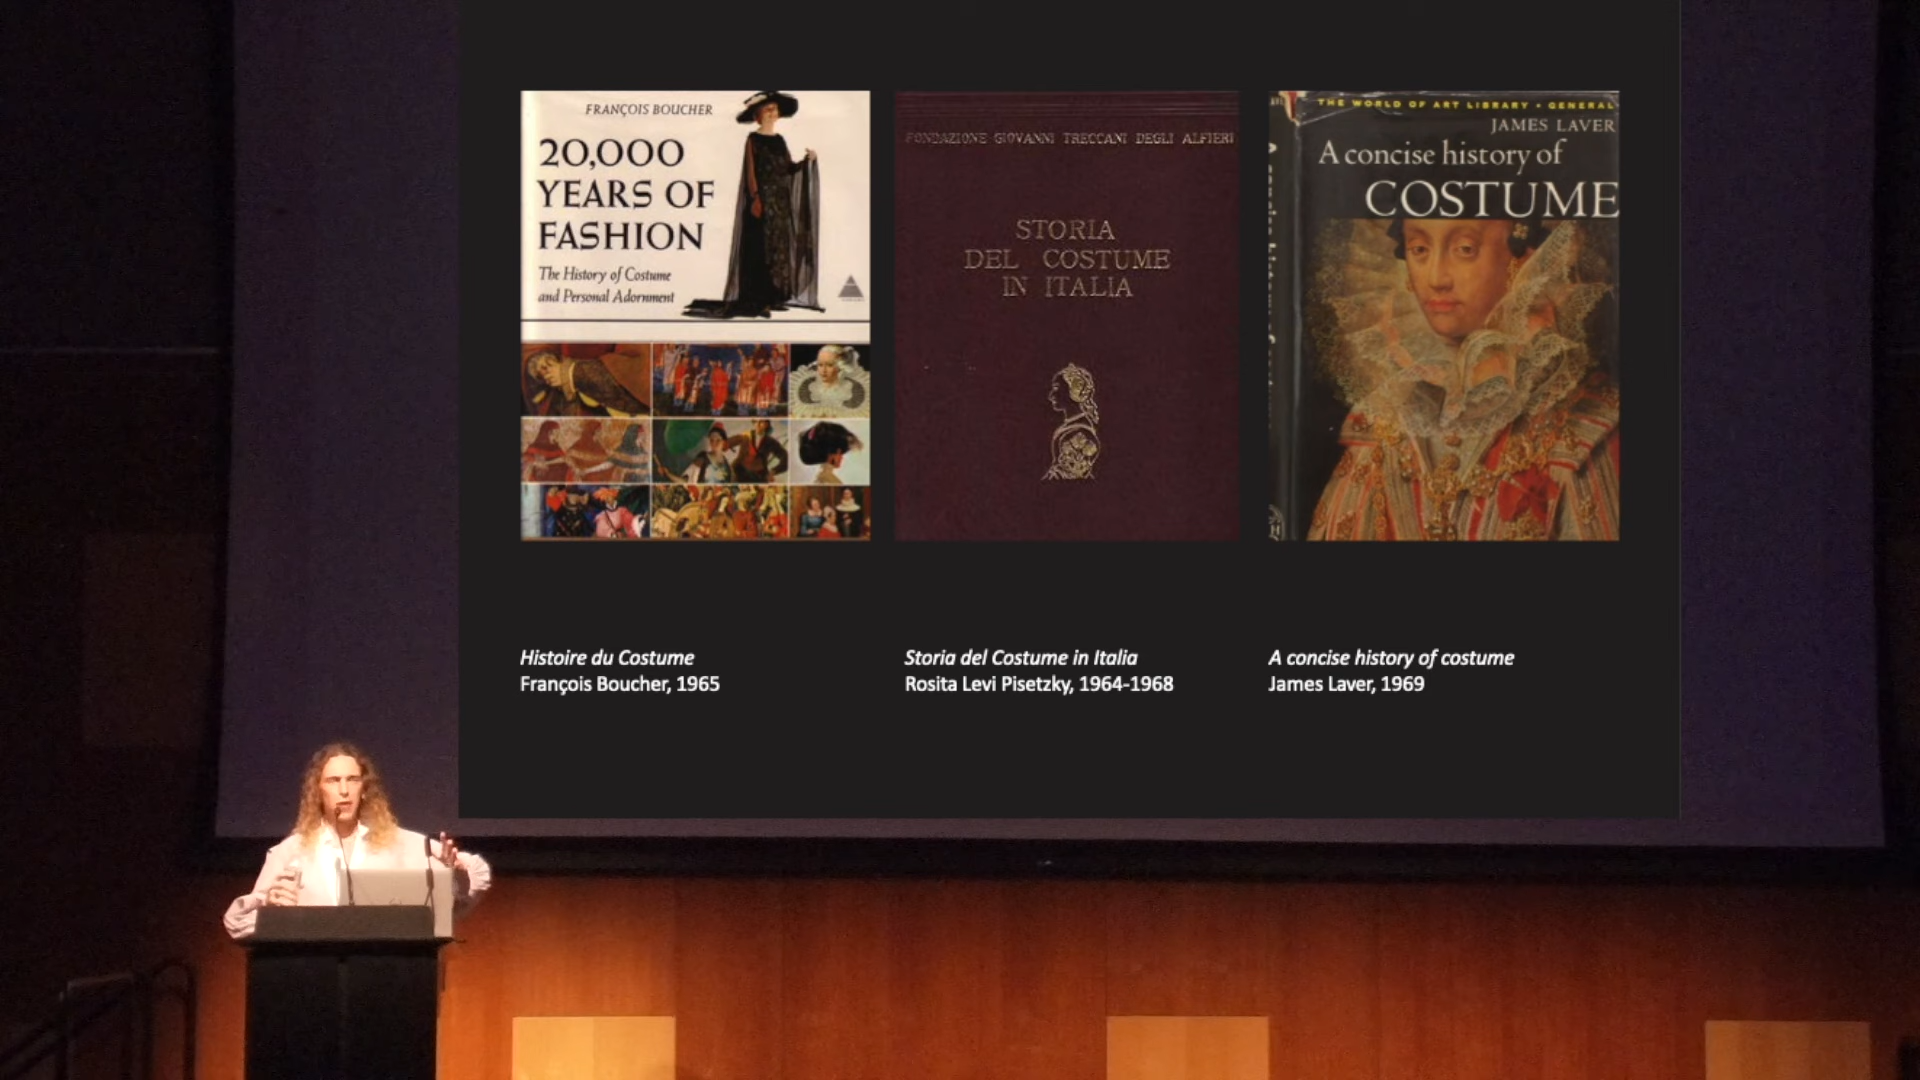 FRANÇOIS BOUCHER
20,000
YEARS OF
FASHION
The History of Costume
and Personal Adornment
FONDAZIONE GIOVANNI TRECCANI DEGLI ALFIERI
STORIA
DEL COSTUME
IN ITALIA
THE WORLD OF ART LIBRARY • GENERAL
JAMES LAVER
A concise history of
COSTUME
Histoire du Costume
François Boucher, 1965
Storia del Costume in Italia
Rosita Levi Pisetzky, 1964-1968
A concise history of costume
James Laver, 1969